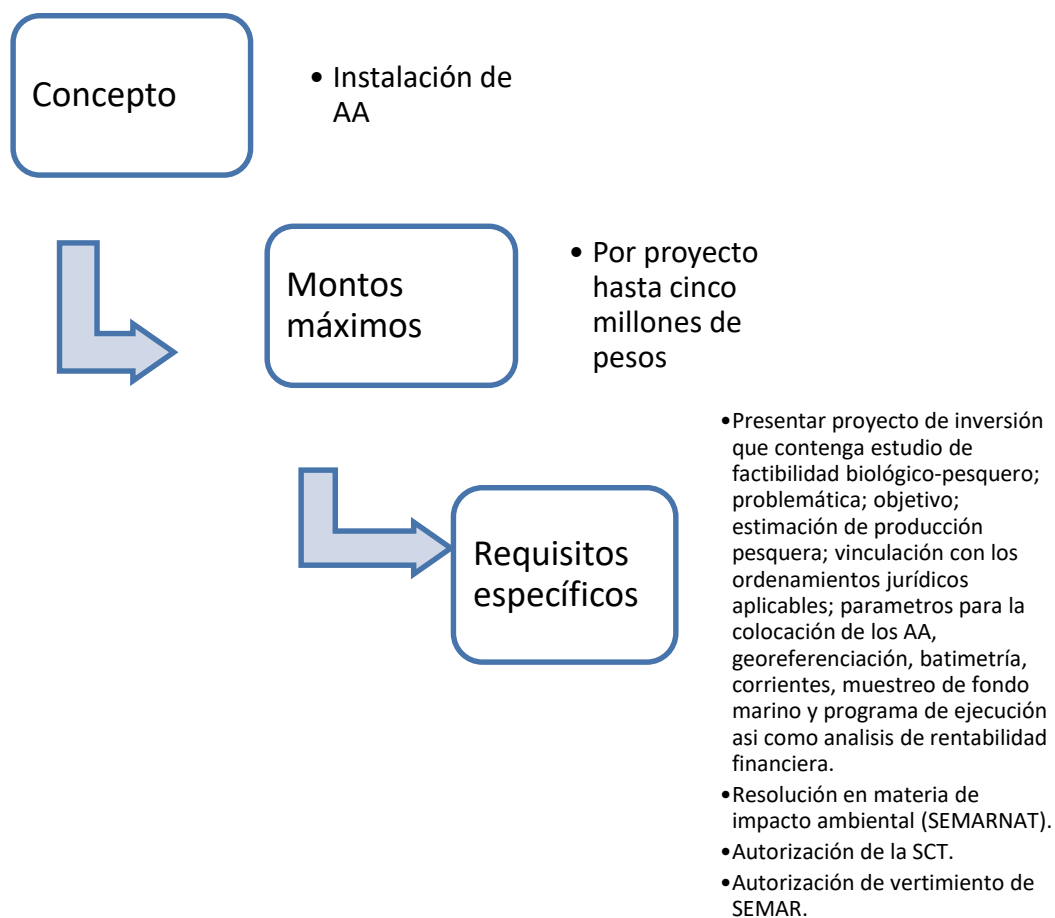 Concepto
• Instalación de
AA
Montos
máximos
• Por proyecto
hasta cinco
millones de
pesos
Requisitos
específicos
•Presentar proyecto de inversión
que contenga estudio de
factibilidad biológico-pesquero;
problemática; objetivo;
estimación de producción
pesquera; vinculación con los
ordenamientos jurídicos
aplicables; parametros para la
colocación de los AA,
georeferenciación, batimetría,
corrientes, muestreo de fondo
marino y programa de ejecución
asi como analisis de rentabilidad
financiera.
•Resolución en materia de
impacto ambiental (SEMARNAT).
•Autorización de la SCT.
•Autorización de vertimiento de
SEMAR.